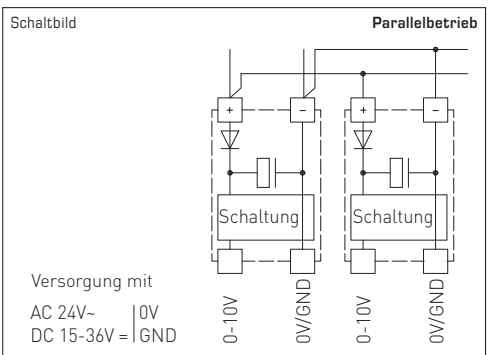 Schaltbild Parallelbetrieb
+ − + −
Schaltung Schaltung
Versorgung mit
AC 24V~ | 0V
DC 15-36V = | GND
0-10V
0V/GND
0-10V
0V/GND